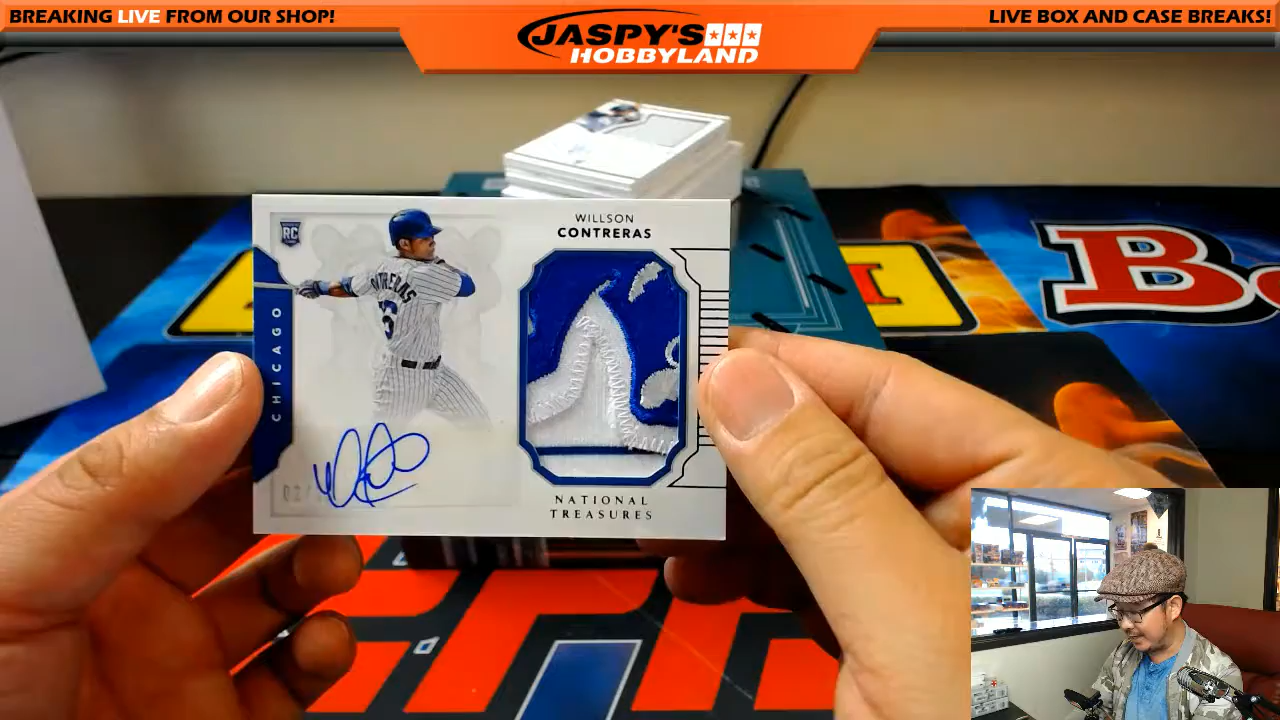 BREAKING LIVE FROM OUR SHOP!
JASPY'S
HOBBYLAND
LIVE BOX AND CASE BREAKS!
RC
WILLSON
CONTRERAS
CHICAGO
NATIONAL
TREASURES
B